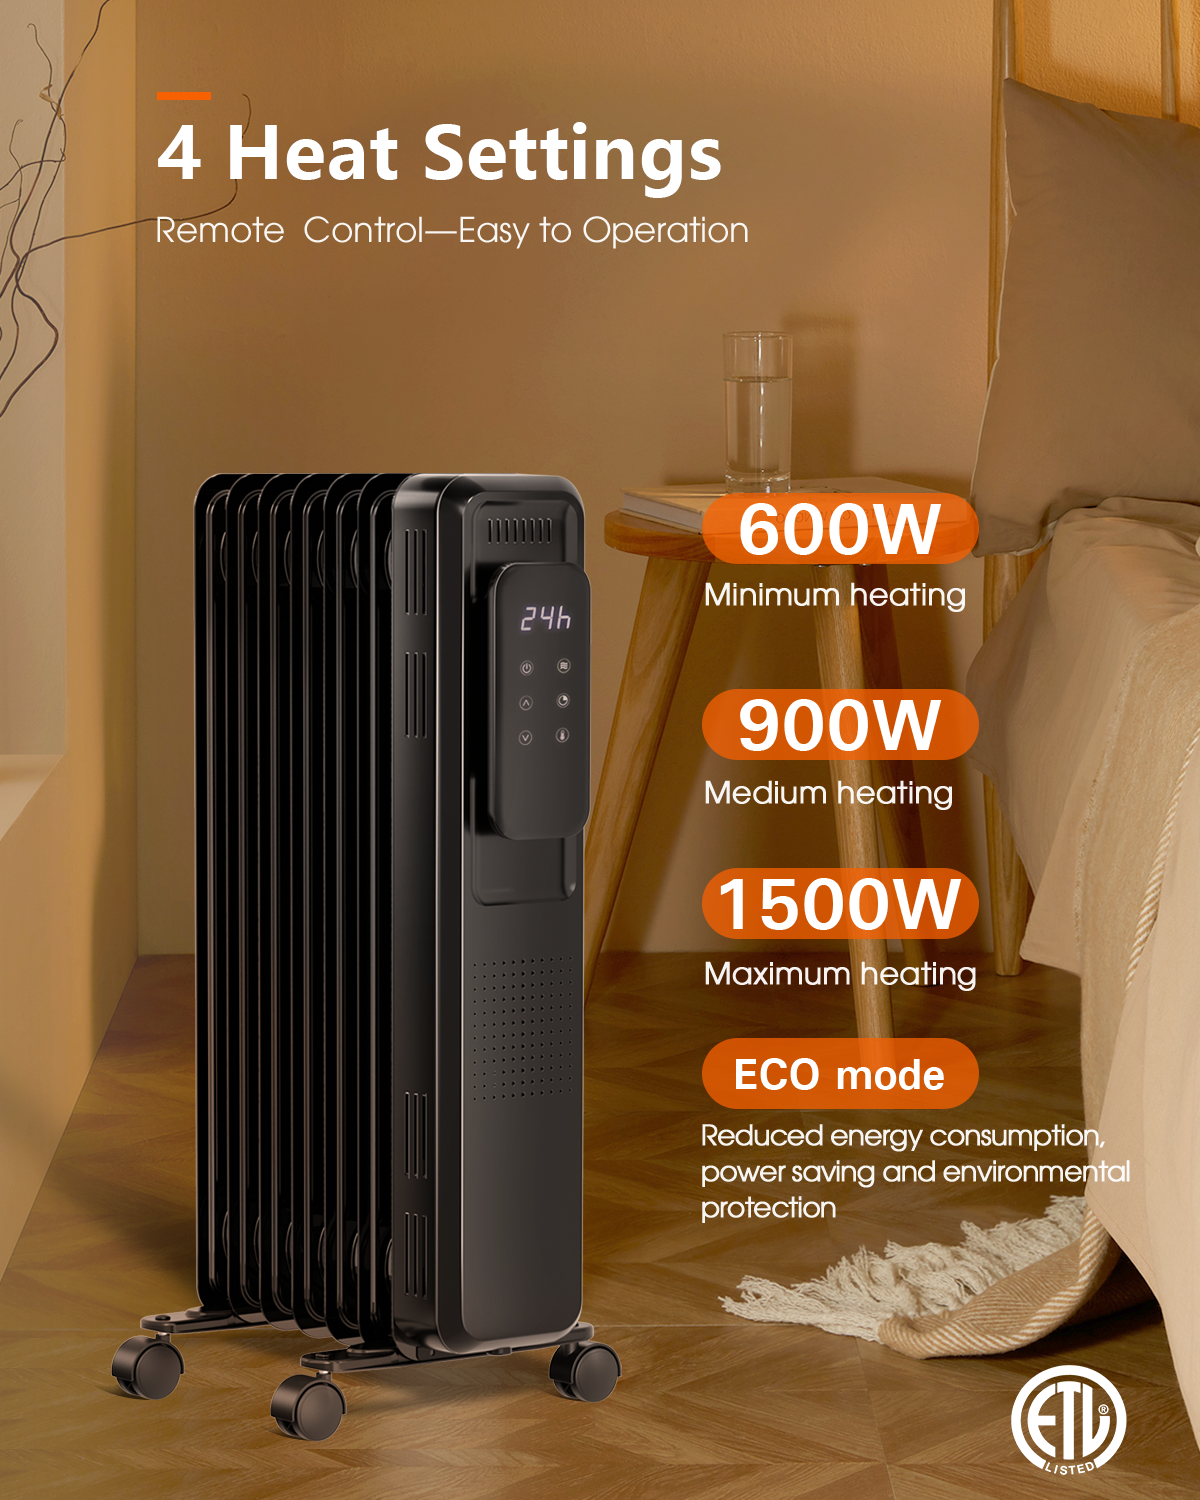 4 Heat Settings
Remote Control—Easy to Operation
24h
600W
Minimum heating
900W
Medium heating
1500W
Maximum heating
ECO mode
Reduced energy consumption,
power saving and environmental
protection
ETL®
LISTED